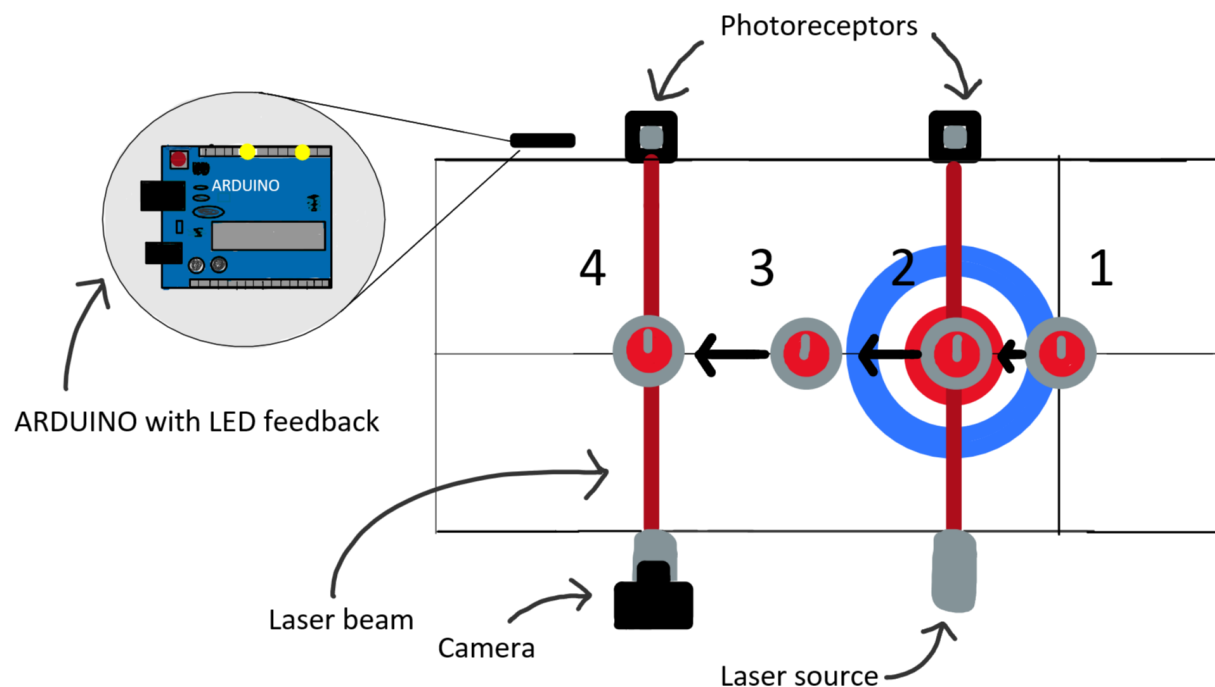 Photoreceptors
ARDUINO
4
3
2
1
ARDUINO with LED feedback
Laser beam
Camera
Laser source